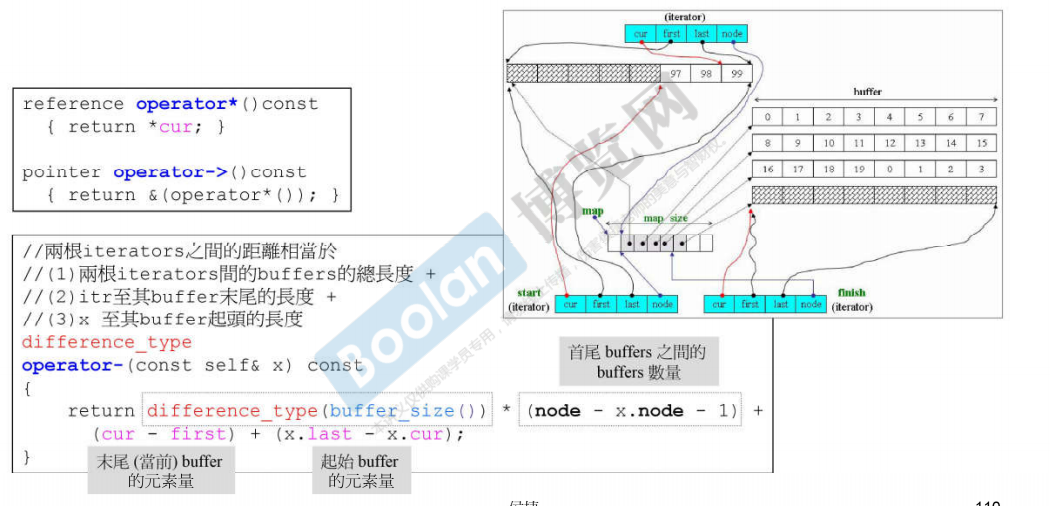 reference operator*()const
{ return *cur; }
pointer operator->()const
{ return &(operator*()); }
//兩根iterators之間的距離相當於
//(1)兩根iterators間的buffers的總長度 +
//(2)itr至其buffer末尾的長度 +
//(3)x 至其buffer起頭的長度
difference_type
operator-(const self& x) const
{
return difference_type(buffer_size()) * (node - x.node - 1) +
(cur - first) + (x.last - x.cur);
}
首尾 buffers 之間的
buffers 數量
末尾 (當前) buffer
的元素量
起始 buffer
的元素量
(iterator)
cur first last node
97 98 99
buffer
0 1 2 3 4 5 6 7
8 9 10 11 12 13 14 15
16 17 18 19 0 1 2 3
map
map size
start
(iterator)
cur first last node
cur first last node
finish
(iterator)
Boolan
博览网